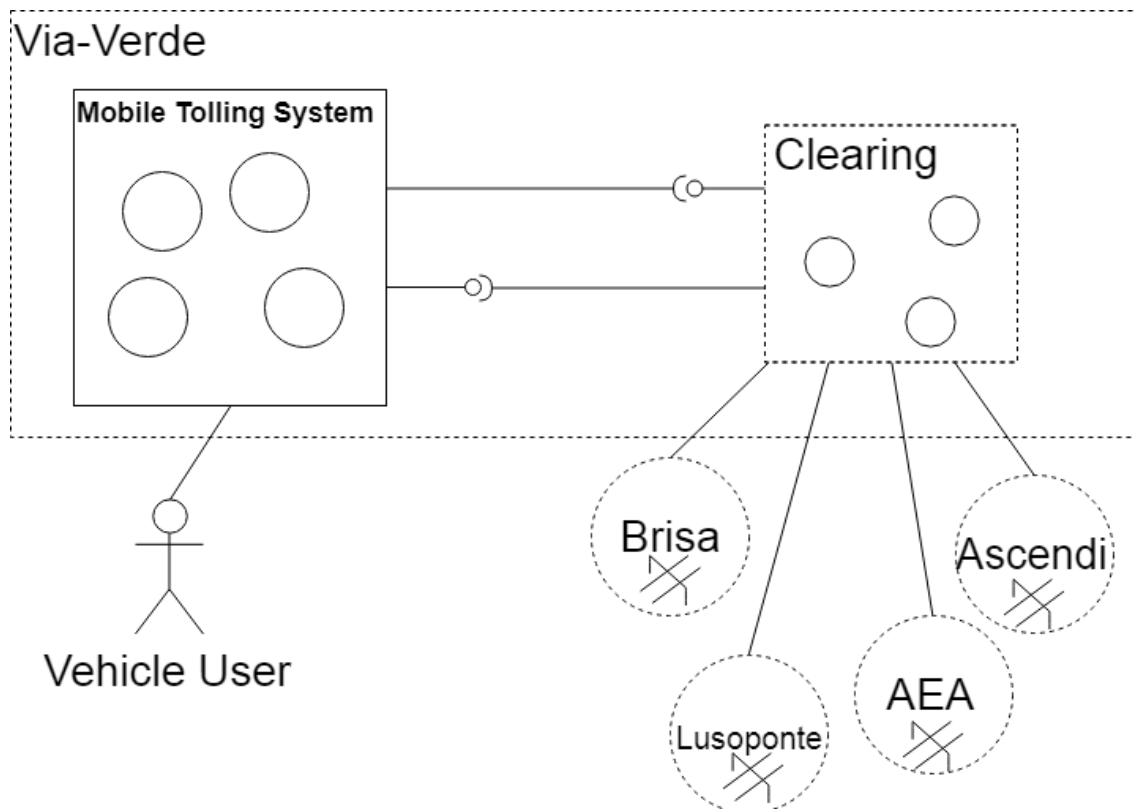 Via-Verde
Mobile Tolling System
Clearing
Brisa
Ascendi
Vehicle User
AEA
Lusoponte